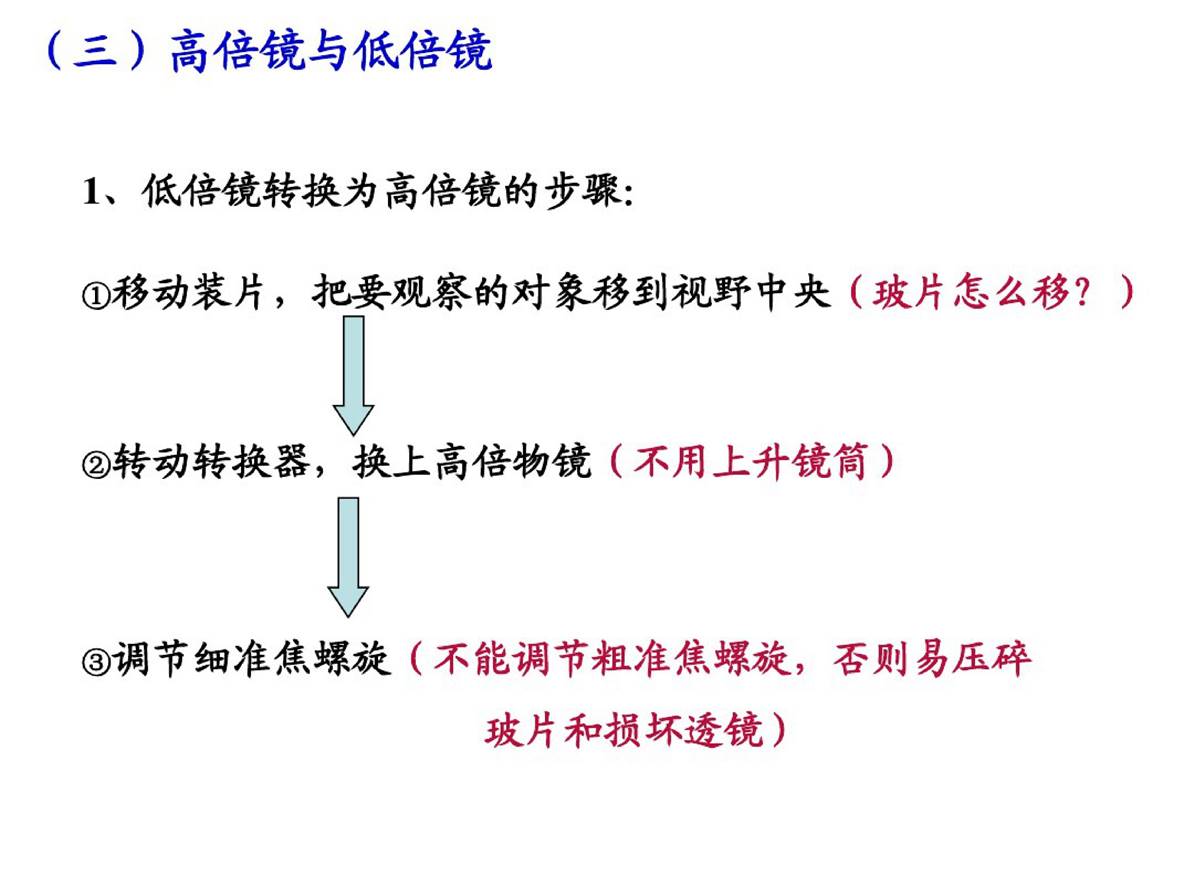 （三）高倍镜与低倍镜
1、低倍镜转换为高倍镜的步骤：
①移动装片，把要观察的对象移到视野中央（玻片怎么移？）
②转动转换器，换上高倍物镜（不用上升镜筒）
③调节细准焦螺旋（不能调节粗准焦螺旋，否则易压碎
玻片和损坏透镜）